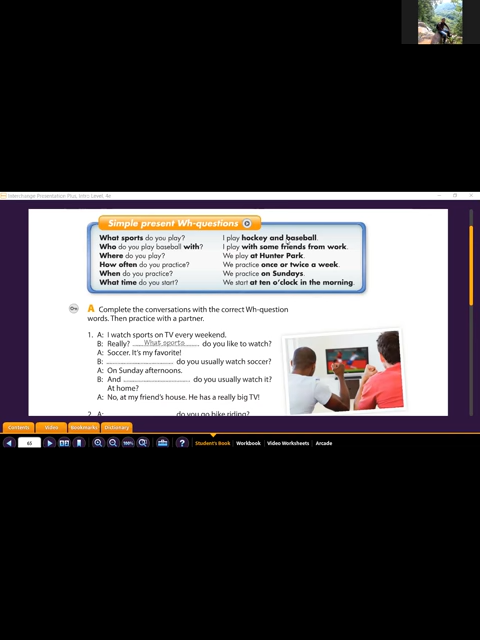 Interchange Presentation Plus, Intro Level, 4e
Simple present Wh-questions
What sports do you play? I play hockey and baseball.
Who do you play baseball with? I play with some friends from work.
Where do you play? We play at Hunter Park.
How often do you practice? We practice once or twice a week.
When do you practice? We practice on Sundays.
What time do you start? We start at ten o'clock in the morning.
A Complete the conversations with the correct Wh-question
words. Then practice with a partner.
1. A: I watch sports on TV every weekend.
B: Really? What sports do you like to watch?
A: Soccer. It's my favorite!
B: do you usually watch soccer?
A: On Sunday afternoons.
B: And do you usually watch it?
At home?
A: No, at my friend's house. He has a really big TV!
2. A: do you go bike riding?
Contents Video Bookmarks Dictionary
65 100% ? Student's Book Workbook Video Worksheets Arcade